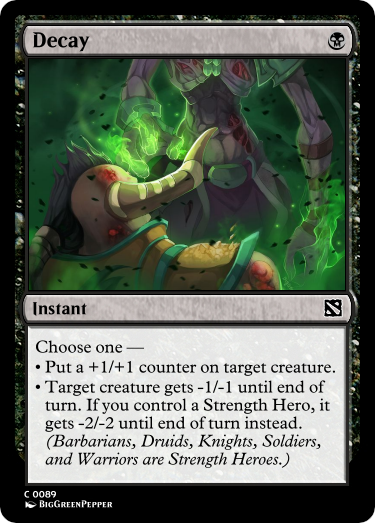 Decay
Instant
Choose one —
• Put a +1/+1 counter on target creature.
• Target creature gets -1/-1 until end of
turn. If you control a Strength Hero, it
gets -2/-2 until end of turn instead.
(Barbarians, Druids, Knights, Soldiers,
and Warriors are Strength Heroes.)
C 0089
BigGreenPepper